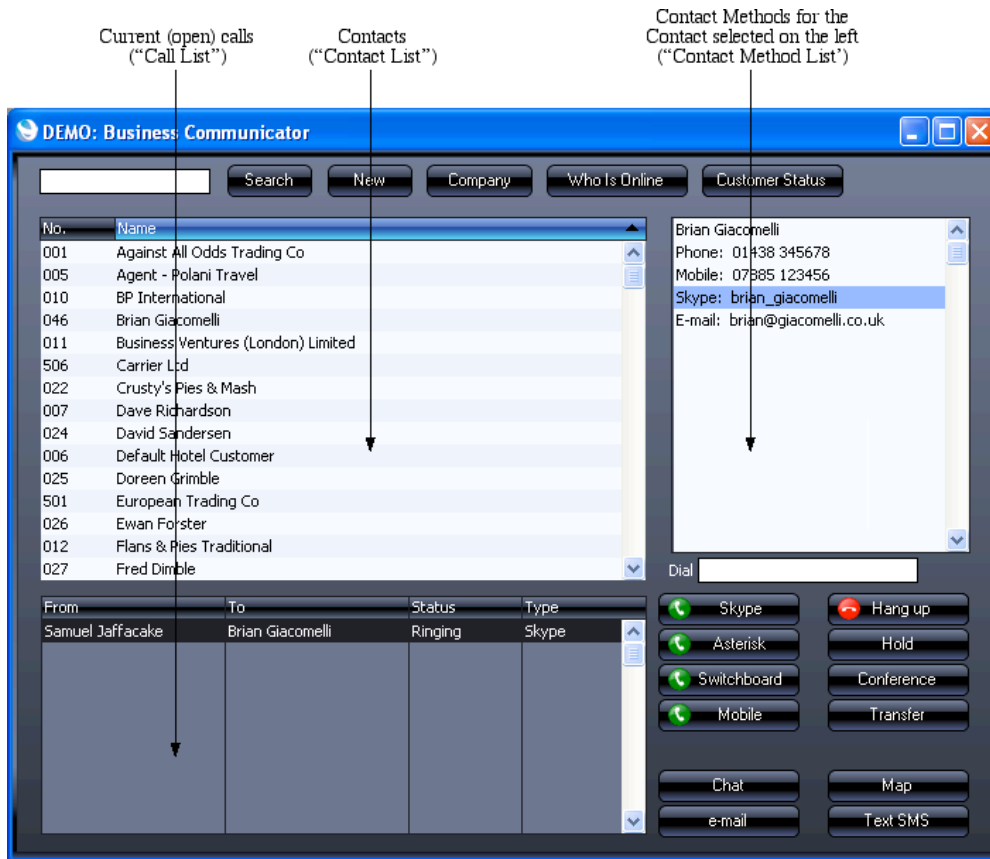 Current (open) calls
("Call List")
Contacts
("Contact List")
Contact Methods for the
Contact selected on the left
("Contact Method List')
DEMO: Business Communicator
Search New Company Who Is Online Customer Status
No. Name
001 Against All Odds Trading Co
005 Agent - Polani Travel
010 BP International
046 Brian Giacomelli
011 Business Ventures (London) Limited
506 Carrier Ltd
022 Crusty's Pies & Mash
007 Dave Richardson
024 David Sandersen
006 Default Hotel Customer
025 Doreen Grimble
501 European Trading Co
026 Ewan Forster
012 Flans & Pies Traditional
027 Fred Dimble
Brian Giacomelli
Phone: 01438 345678
Mobile: 07885 123456
Skype: brian_giacomelli
E-mail: brian@giacomelli.co.uk
Dial
From To Status Type
Samuel Jaffacake Brian Giacomelli Ringing Skype
Skype Hang up
Asterisk Hold
Switchboard Conference
Mobile Transfer
Chat Map
e-mail Text SMS